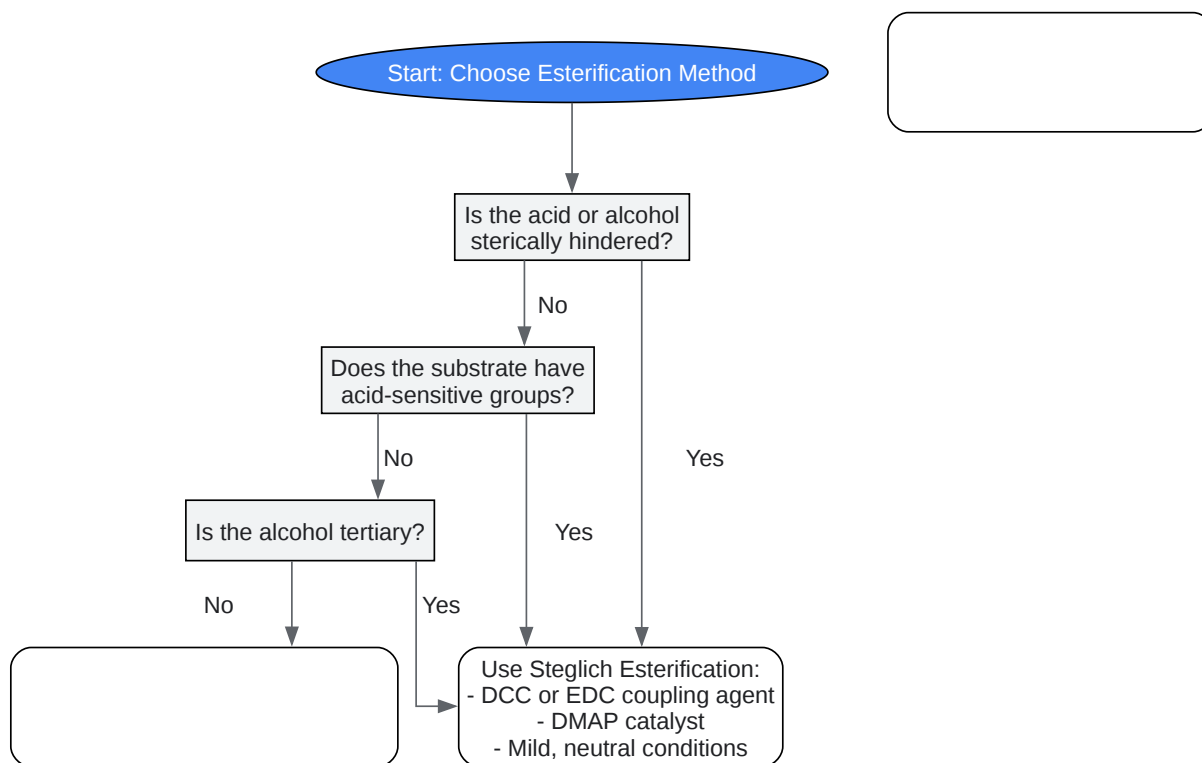 Start: Choose Esterification Method
Is the acid or alcohol
sterically hindered?
No
Does the substrate have
acid-sensitive groups?
No
Yes
Is the alcohol tertiary?
Yes
No
Yes
Use Steglich Esterification:
- DCC or EDC coupling agent
- DMAP catalyst
- Mild, neutral conditions